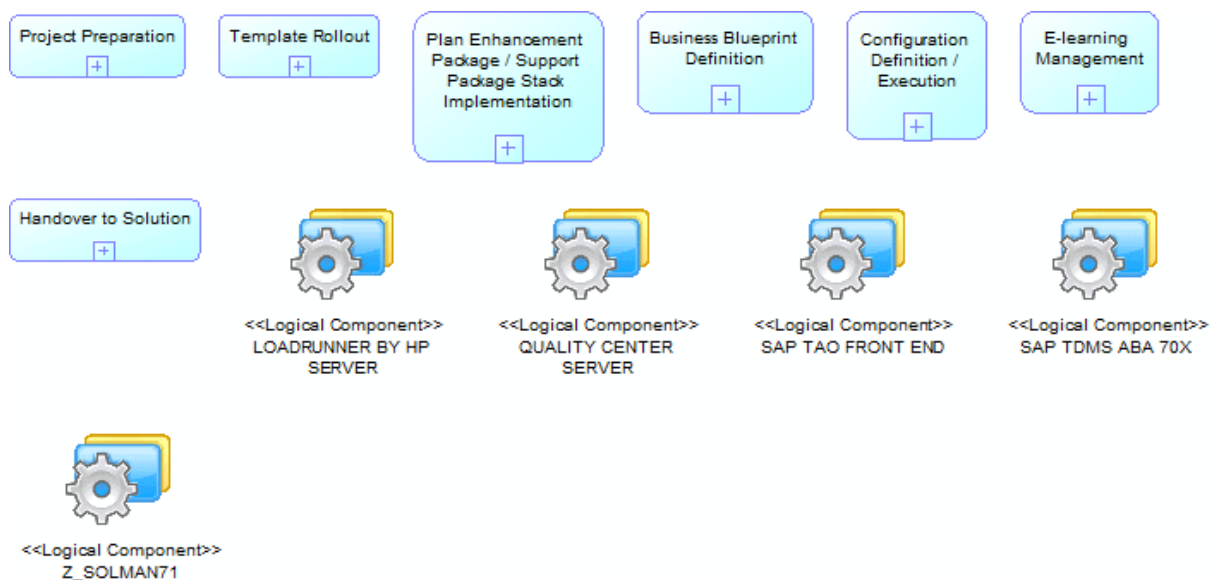 Project Preparation
Template Rollout
Plan Enhancement
Package / Support
Package Stack
Implementation
Business Blueprint
Definition
Configuration
Definition /
Execution
E-learning
Management
Handover to Solution
<<Logical Component>>
LOADRUNNER BY HP
SERVER
<<Logical Component>>
QUALITY CENTER
SERVER
<<Logical Component>>
SAP TAO FRONT END
<<Logical Component>>
SAP TDMS ABA 70X
<<Logical Component>>
Z_SOLMAN71